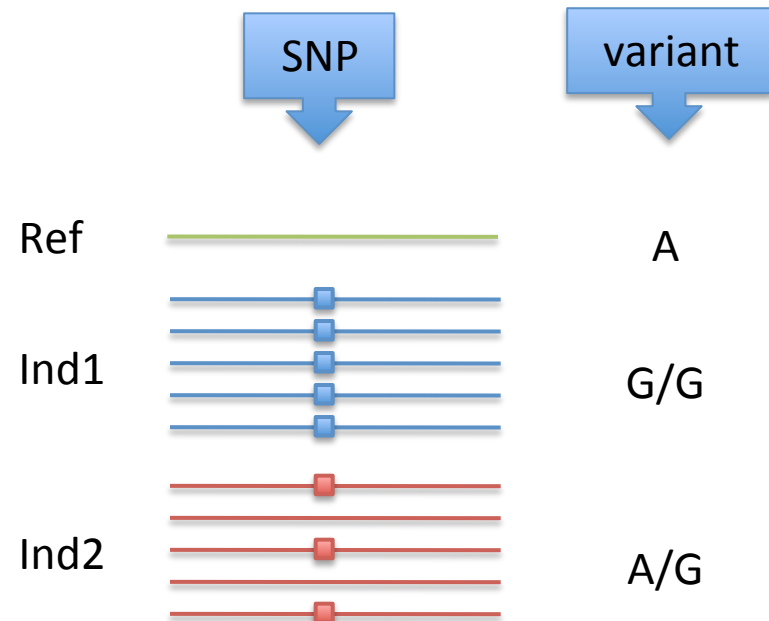 SNP
variant
Ref
A
Ind1
G/G
Ind2
A/G